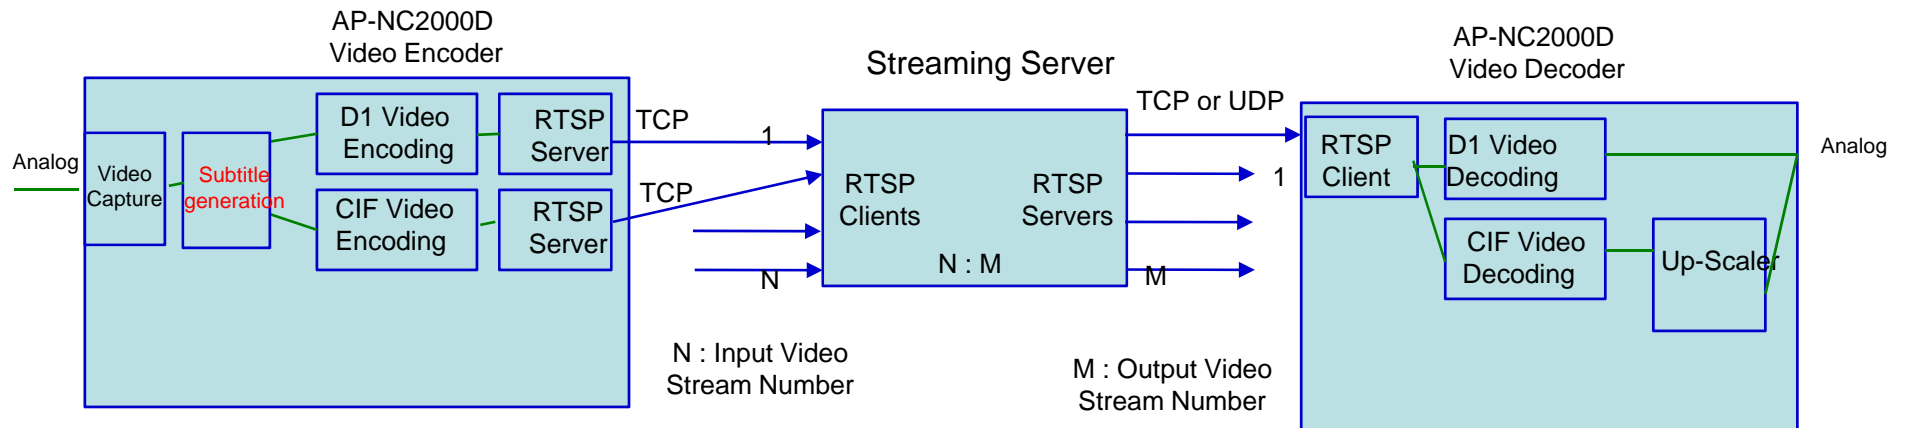 AP-NC2000D
Video Encoder
Analog
Video
Capture
Subtitle
generation
D1 Video
Encoding
RTSP
Server
CIF Video
Encoding
RTSP
Server
TCP
1
TCP
N
N : Input Video
Stream Number
Streaming Server
RTSP
Clients
RTSP
Servers
N : M
TCP or UDP
1
M
M : Output Video
Stream Number
AP-NC2000D
Video Decoder
RTSP
Client
D1 Video
Decoding
CIF Video
Decoding
Up-Scaler
Analog